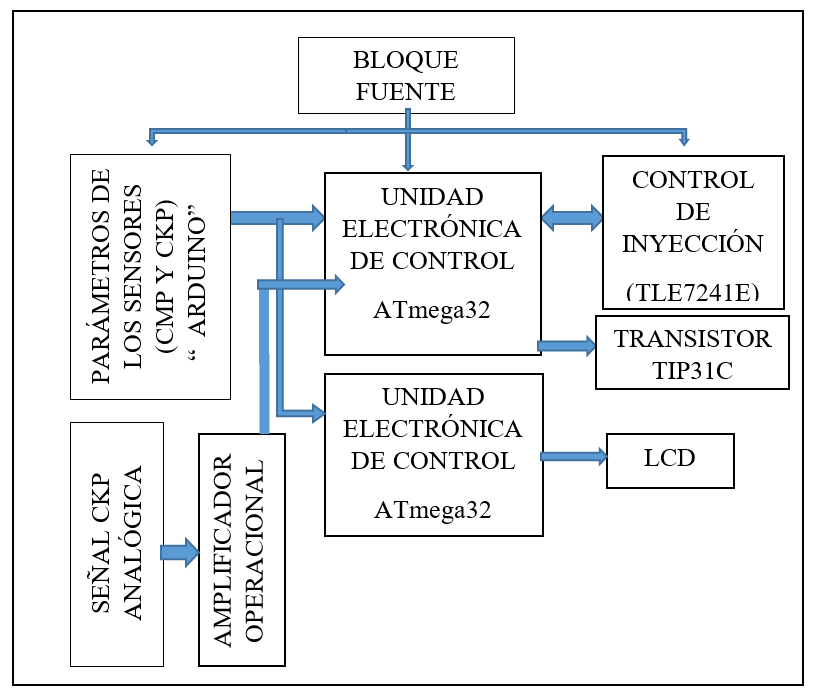 BLOQUE
FUENTE
PARÁMETROS DE
LOS SENSORES
(CMP Y CKP)
“ ARDUINO”
UNIDAD
ELECTRÓNICA
DE CONTROL
ATmega32
CONTROL
DE
INYECCIÓN
(TLE7241E)
TRANSISTOR
TIP31C
UNIDAD
ELECTRÓNICA
DE CONTROL
ATmega32
LCD
SEÑAL CKP
ANALÓGICA
AMPLIFICADOR
OPERACIONAL